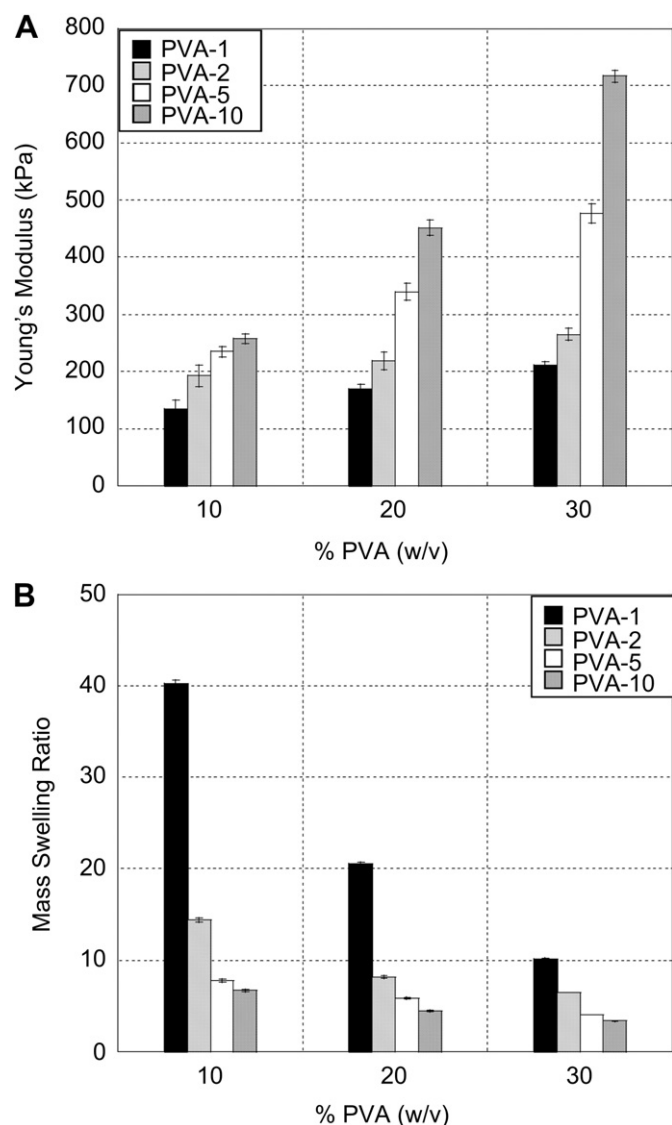 A
800
700
600
500
400
300
200
100
0
Young's Modulus (kPa)
PVA-1
PVA-2
PVA-5
PVA-10
10 20 30
% PVA (w/v)
B
50
40
30
20
10
0
Mass Swelling Ratio
PVA-1
PVA-2
PVA-5
PVA-10
10 20 30
% PVA (w/v)